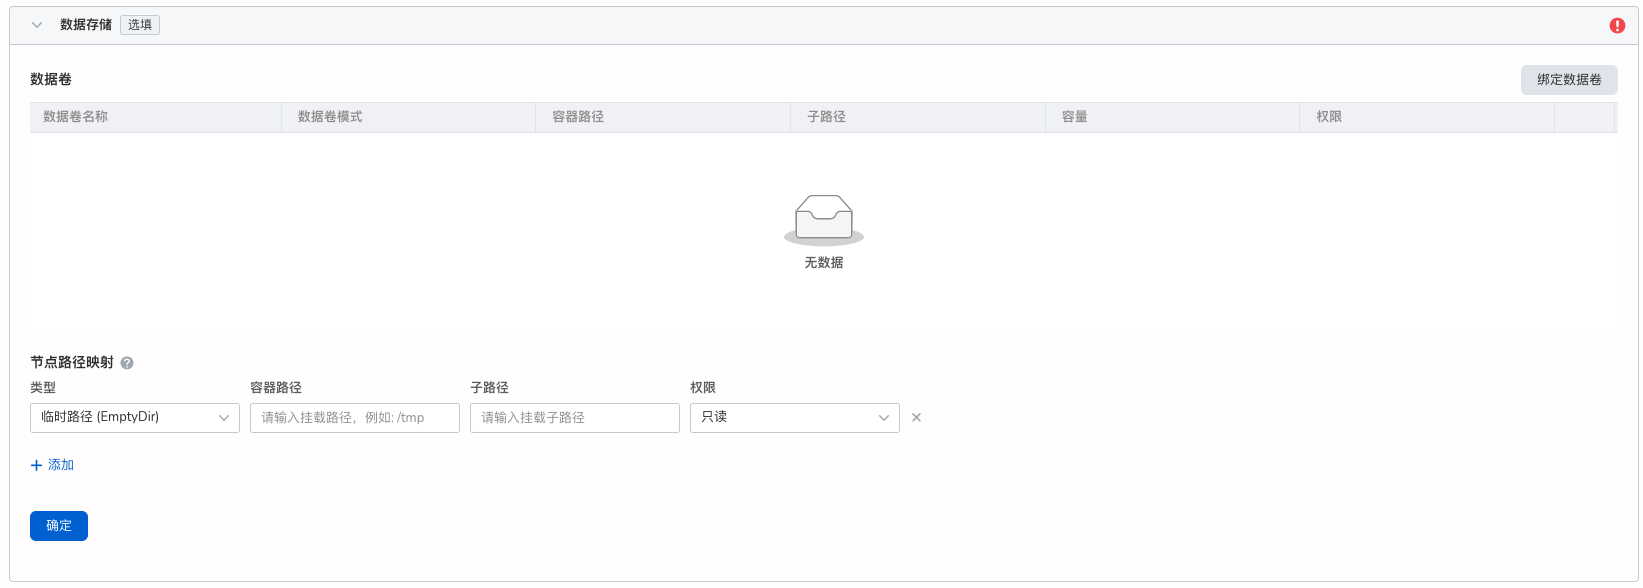 数据存储 选填
数据卷 绑定数据卷
数据卷名称 数据卷模式 容器路径 子路径 容量 权限
无数据
节点路径映射
类型 容器路径 子路径 权限
临时路径 (EmptyDir) 请输入挂载路径，例如: /tmp 请输入挂载子路径 只读
+ 添加
确定